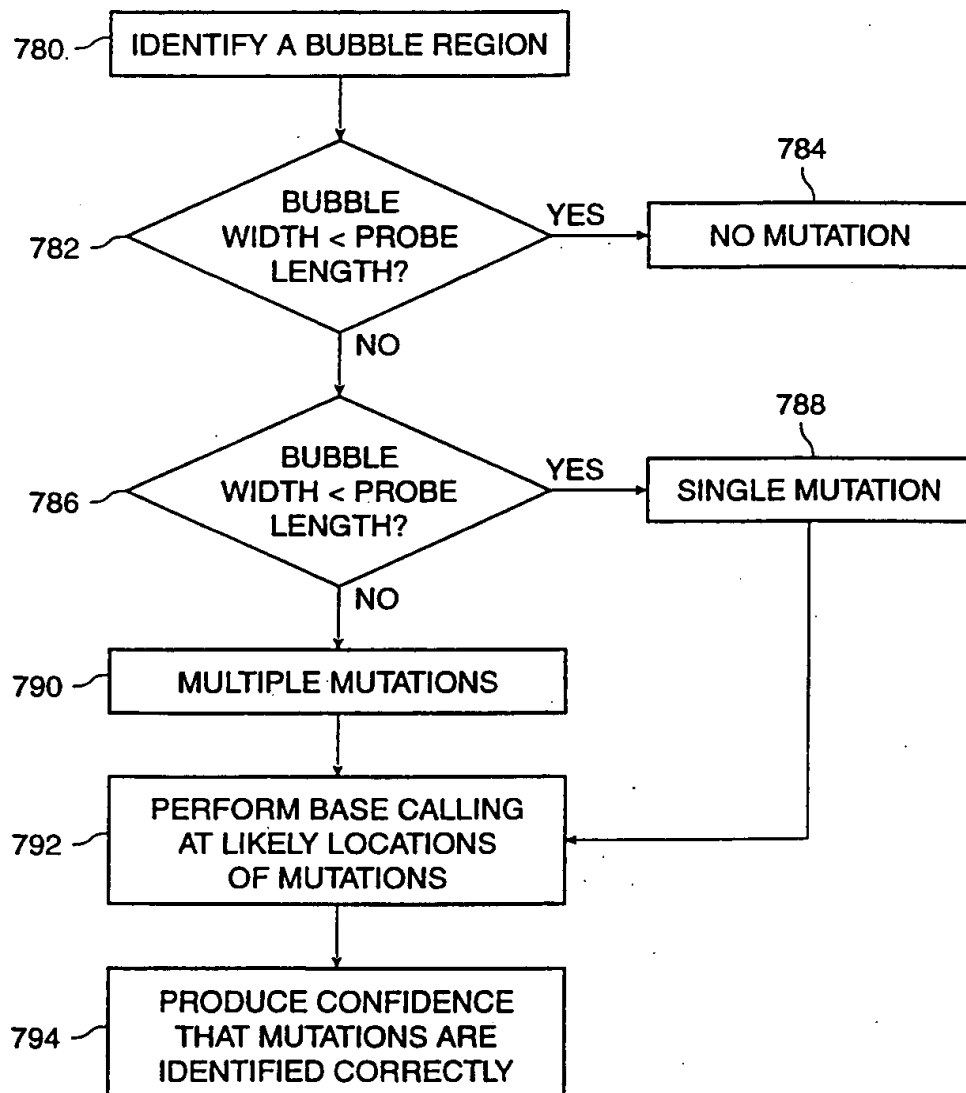 780
IDENTIFY A BUBBLE REGION
782
BUBBLE
WIDTH < PROBE
LENGTH?
YES
784
NO MUTATION
NO
786
BUBBLE
WIDTH < PROBE
LENGTH?
YES
788
SINGLE MUTATION
NO
790
MULTIPLE MUTATIONS
792
PERFORM BASE CALLING
AT LIKELY LOCATIONS
OF MUTATIONS
794
PRODUCE CONFIDENCE
THAT MUTATIONS ARE
IDENTIFIED CORRECTLY